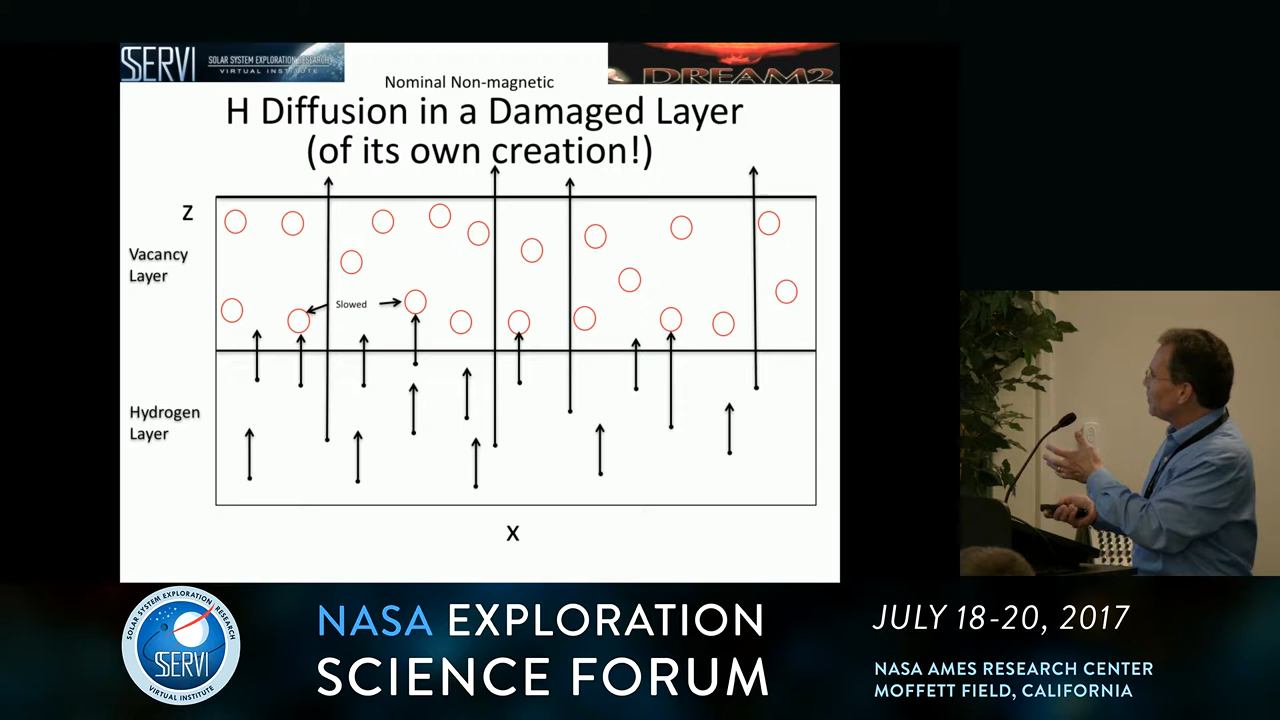 SSERVI
SOLAR SYSTEM EXPLORATION RESEARCH
VIRTUAL INSTITUTE
DREAM2
Nominal Non-magnetic
H Diffusion in a Damaged Layer
(of its own creation!)
Z
Vacancy
Layer
Slowed
Hydrogen
Layer
X
SOLAR SYSTEM EXPLORATION RESEARCH
SSERVI
VIRTUAL INSTITUTE
NASA EXPLORATION
SCIENCE FORUM
JULY 18-20, 2017
NASA AMES RESEARCH CENTER
MOFFETT FIELD, CALIFORNIA